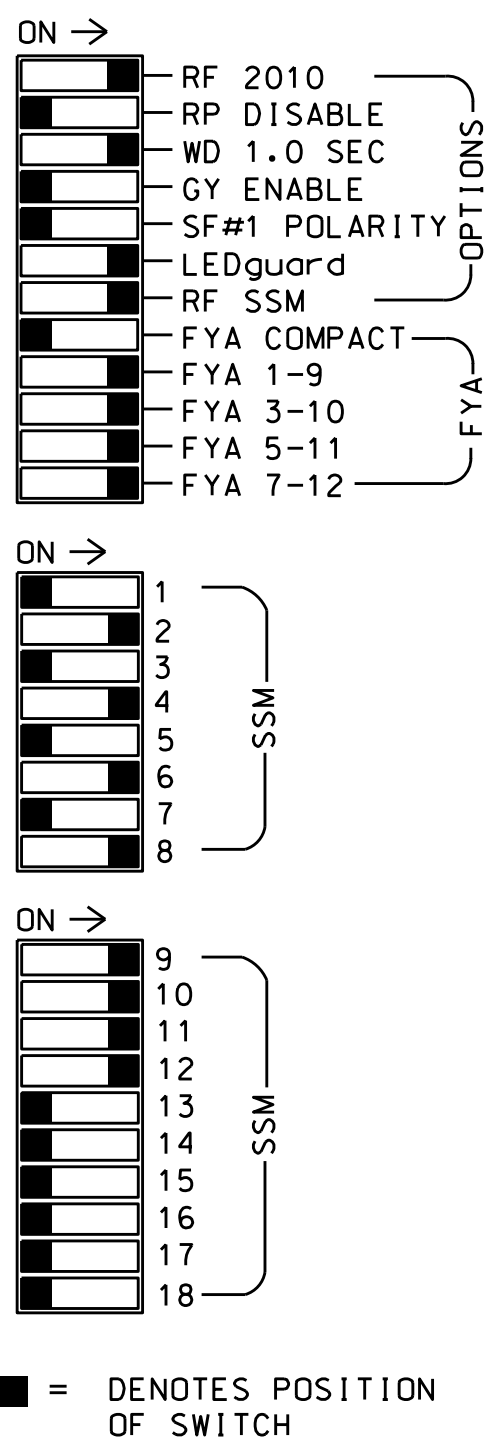 ON →
RF 2010
RP DISABLE
WD 1.0 SEC
GY ENABLE
SF#1 POLARITY
LEDguard
RF SSM
OPTIONS
FYA COMPACT
FYA 1-9
FYA 3-10
FYA 5-11
FYA 7-12
FYA
ON →
1
2
3
4
5
6
7
8
SSM
ON →
9
10
11
12
13
14
15
16
17
18
SSM
= DENOTES POSITION
OF SWITCH